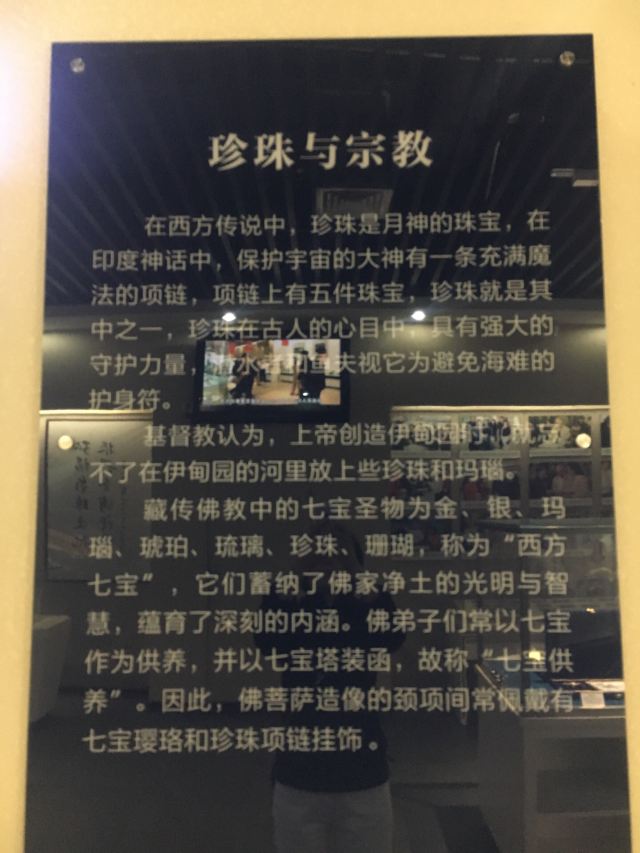 珍珠与宗教
在西方传说中，珍珠是月神的珠宝，在
印度神话中，保护宇宙的大神有一条充满魔
法的项链，项链上有五件珠宝，珍珠就是其
中之一，珍珠在古人的心目中，具有强大的
守护力量，潜水者和鱼夫视它为避免海难的
护身符。
基督教认为，上帝创造伊甸园时，就忘
不了在伊甸园的河里放上些珍珠和玛瑙。
藏传佛教中的七宝圣物为金、银、玛
瑙、琥珀、琉璃、珍珠、珊瑚，称为“西方
七宝”，它们蓄纳了佛家净土的光明与智
慧，蕴育了深刻的内涵。佛弟子们常以七宝
作为供养，并以七宝塔装函，故称“七宝供
养”。因此，佛菩萨造像的颈项间常佩戴有
七宝璎珞和珍珠项链挂饰。